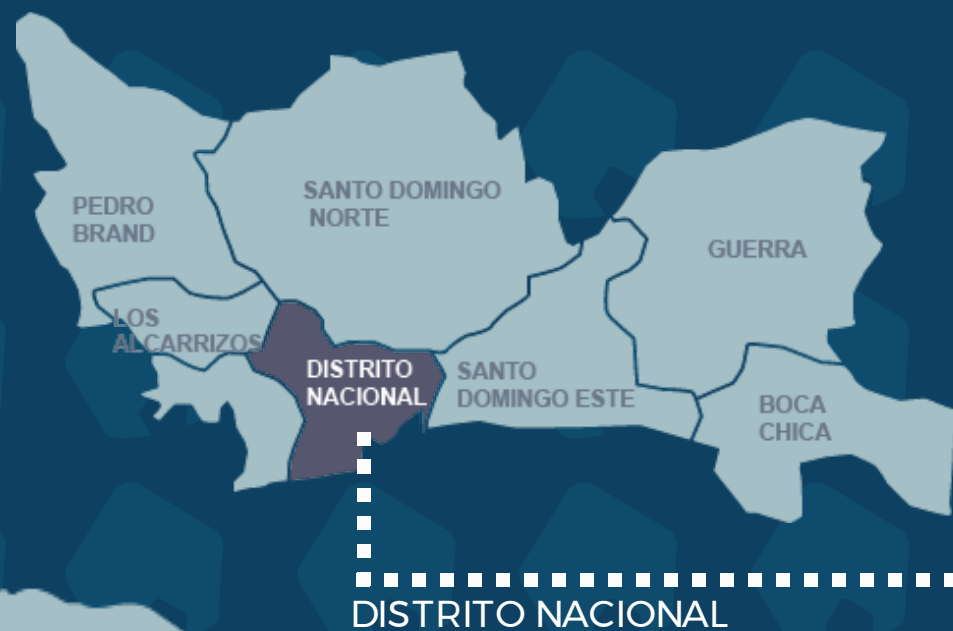 PEDRO
BRAND
SANTO DOMINGO
NORTE
GUERRA
LOS
ALCARRIZOS
DISTRITO
NACIONAL
SANTO
DOMINGO ESTE
BOCA
CHICA
DISTRITO NACIONAL